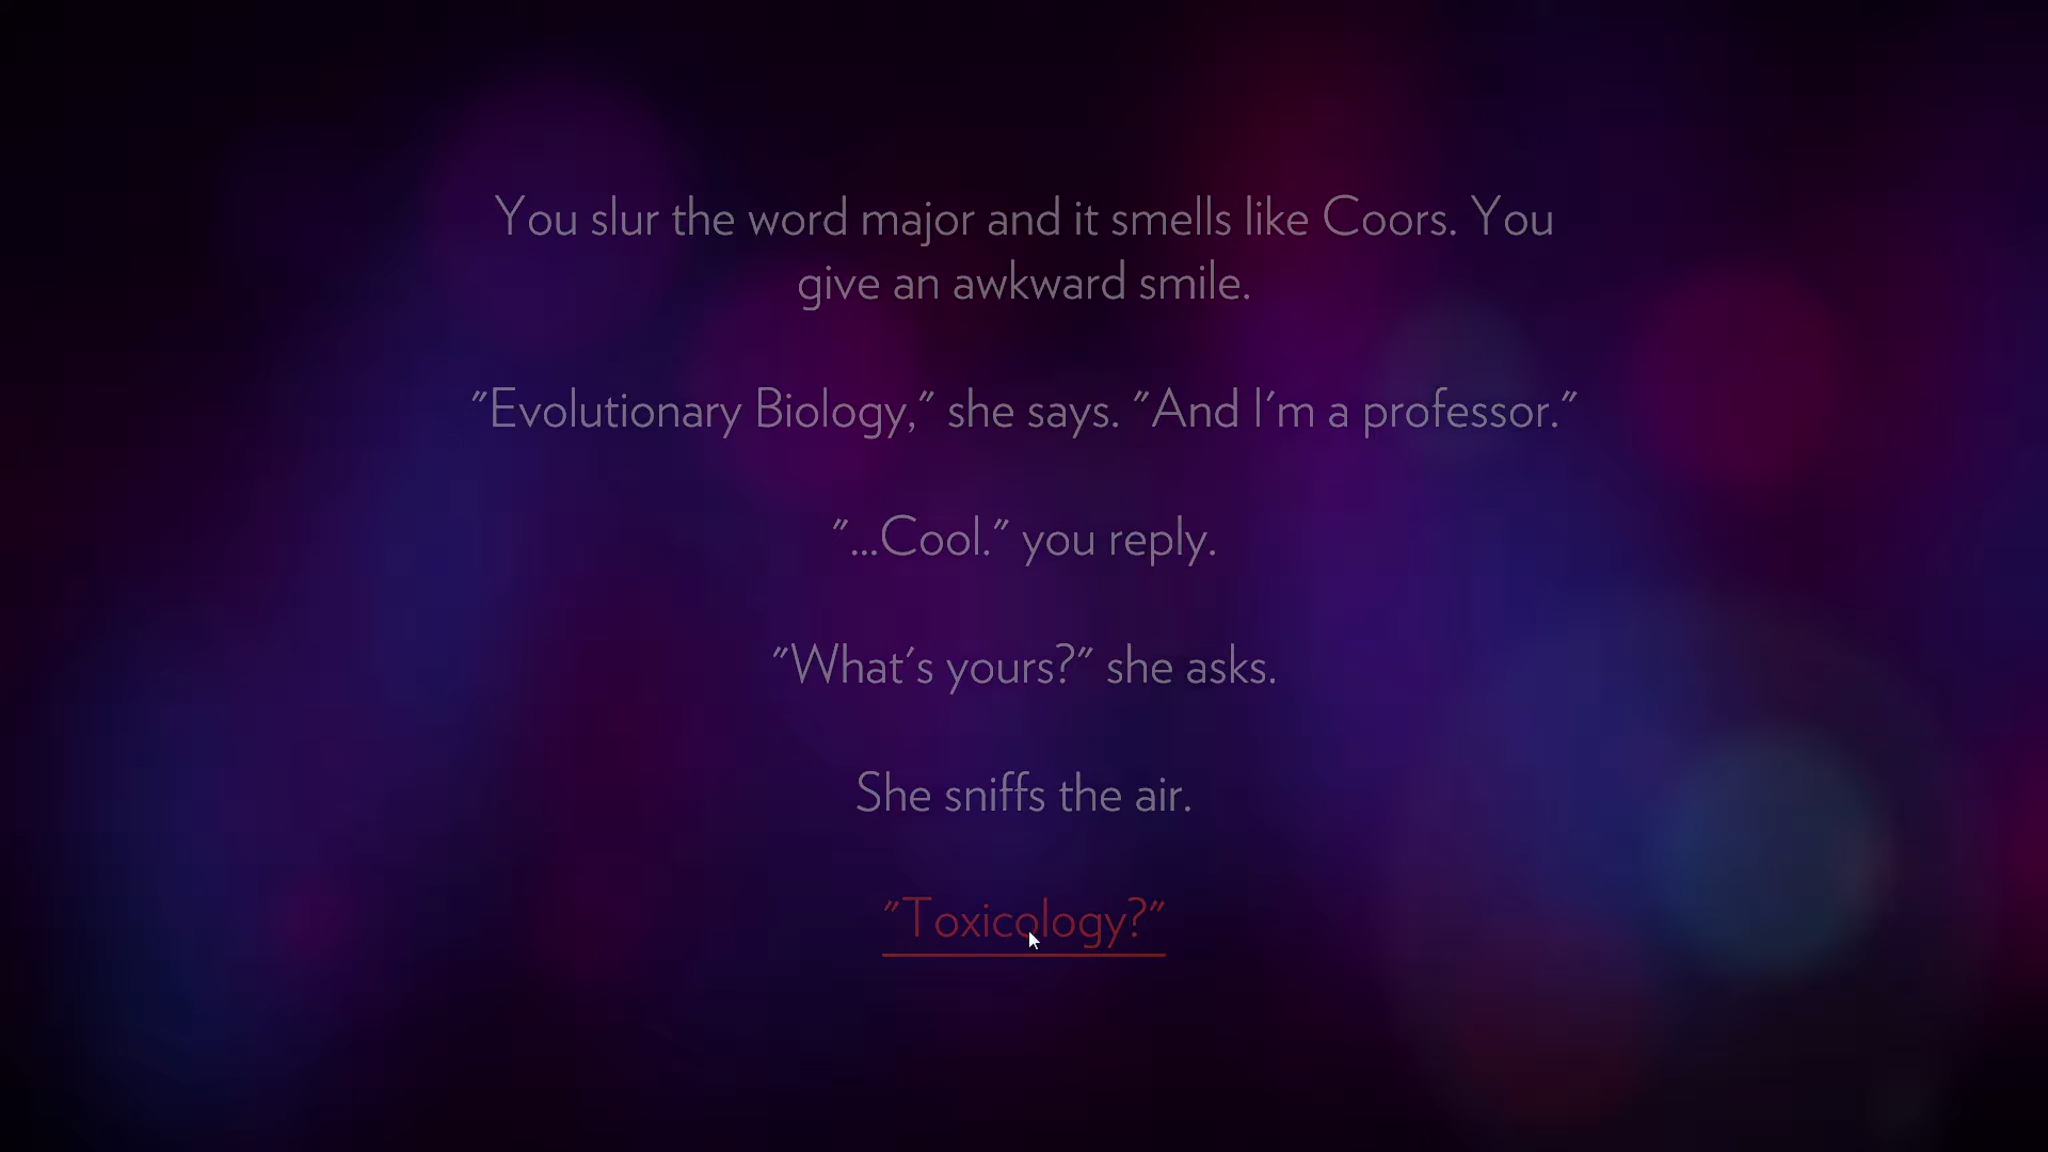 You slur the word major and it smells like Coors. You
give an awkward smile.
"Evolutionary Biology," she says. "And I'm a professor."
"...Cool." you reply.
"What's yours?" she asks.
She sniffs the air.
"Toxicology?"